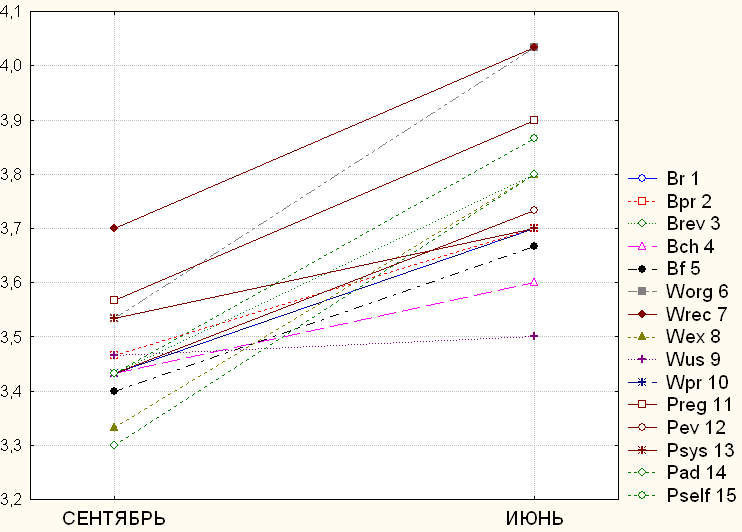 4,1
4,0
3,9
3,8
3,7
3,6
3,5
3,4
3,3
3,2
СЕНТЯБРЬ ИЮНЬ
Br 1
Bpr 2
Brev 3
Bch 4
Bf 5
Worg 6
Wrec 7
Wex 8
Wus 9
Wpr 10
Preg 11
Pev 12
Psys 13
Pad 14
Pself 15